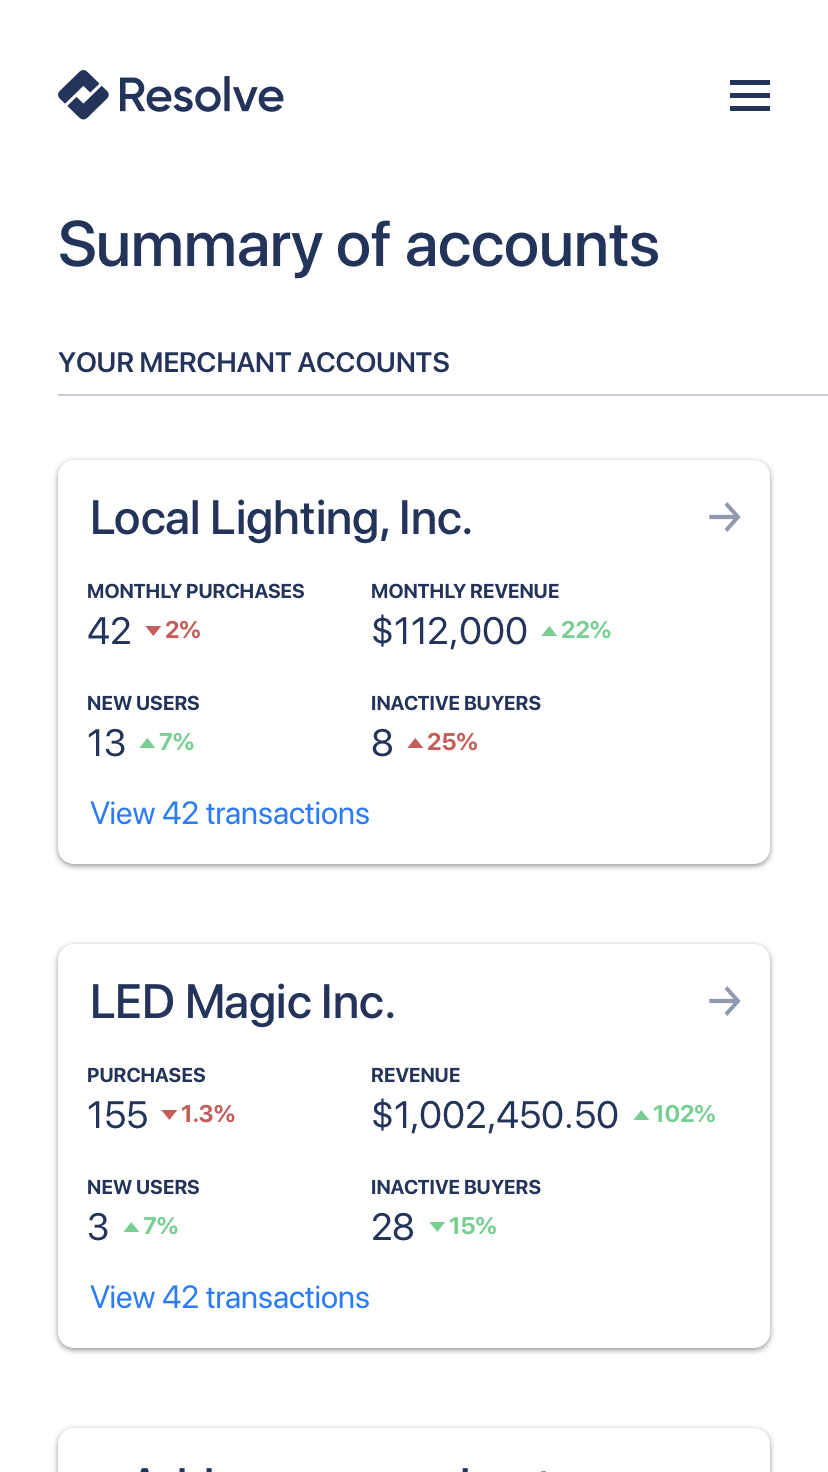 Resolve
Summary of accounts
YOUR MERCHANT ACCOUNTS
Local Lighting, Inc.
MONTHLY PURCHASES MONTHLY REVENUE
42 2% $112,000 22%
NEW USERS INACTIVE BUYERS
13 7% 8 25%
View 42 transactions
LED Magic Inc.
PURCHASES REVENUE
155 1.3% $1,002,450.50 102%
NEW USERS INACTIVE BUYERS
3 7% 28 15%
View 42 transactions